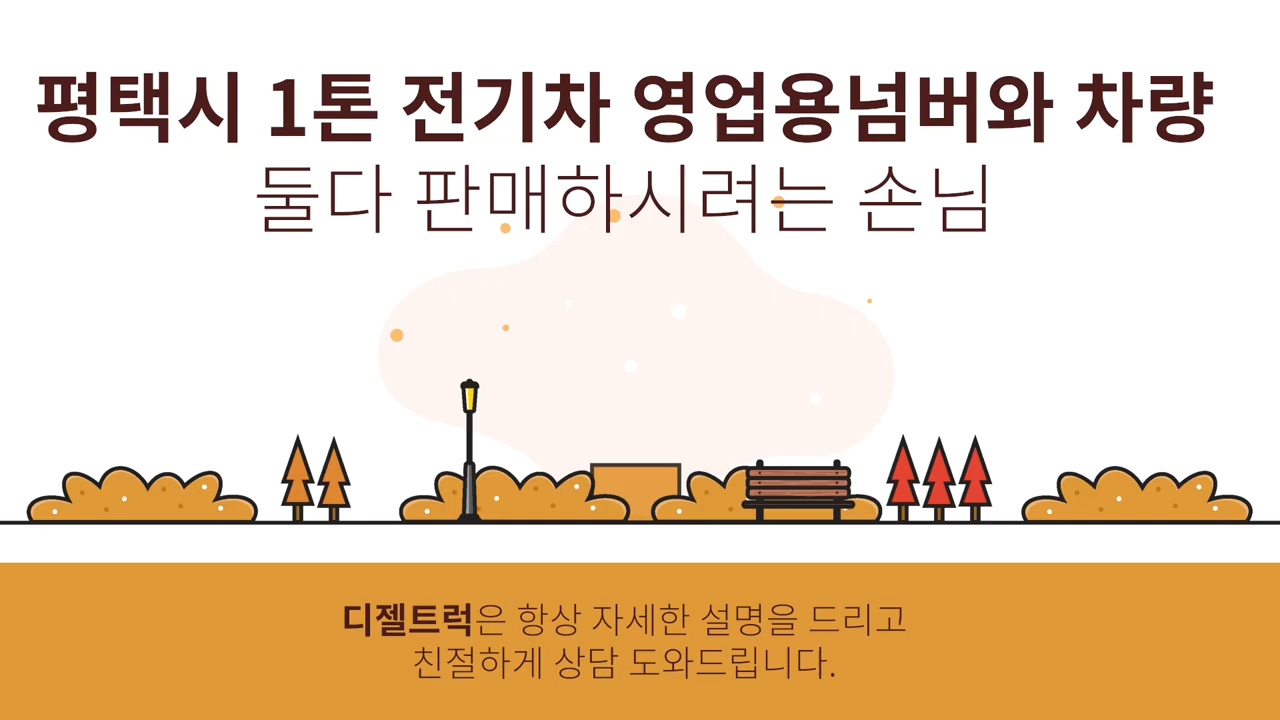 평택시 1톤 전기차 영업용넘버와 차량
둘다 판매하시려는 손님
디젤트럭은 항상 자세한 설명을 드리고
친절하게 상담 도와드립니다.